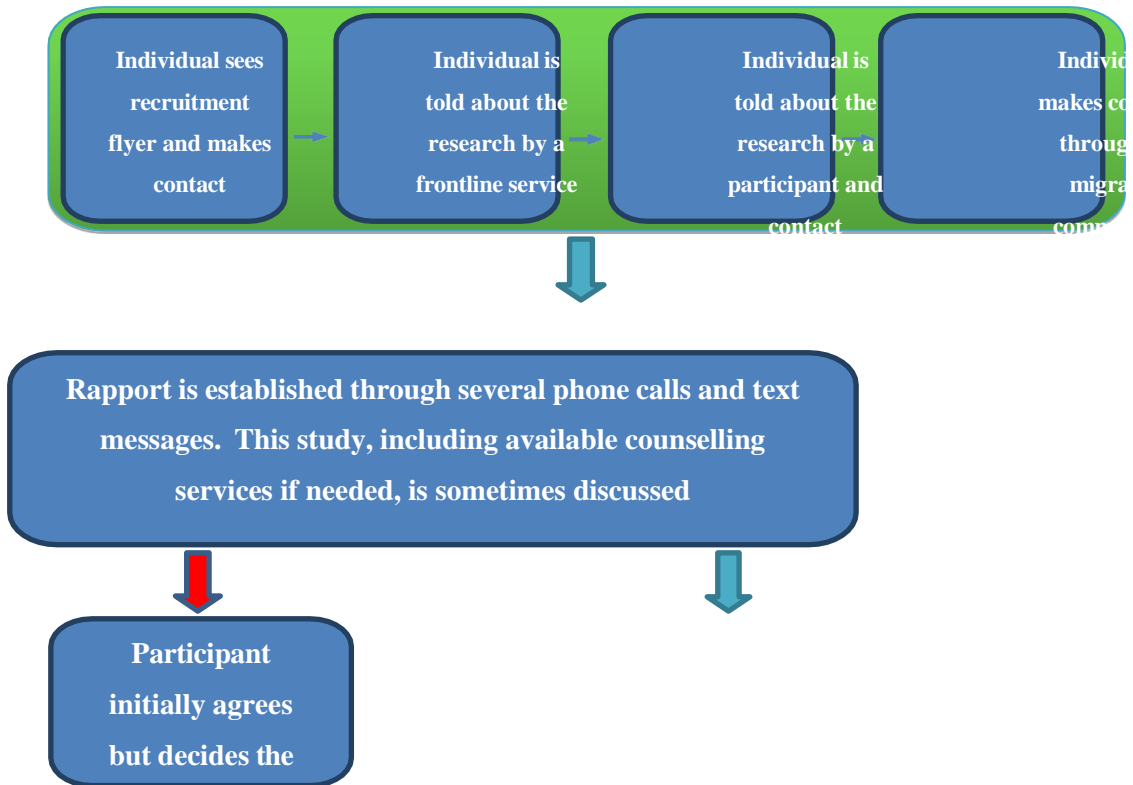 Individual sees
recruitment
flyer and makes
contact
Individual is
told about the
research by a
frontline service
Individual is
told about the
research by a
participant and
contact
makes
Rapport is established through several phone calls and text
messages.  This study, including available counselling
services if needed, is sometimes discussed
Participant
initially agrees
but decides the